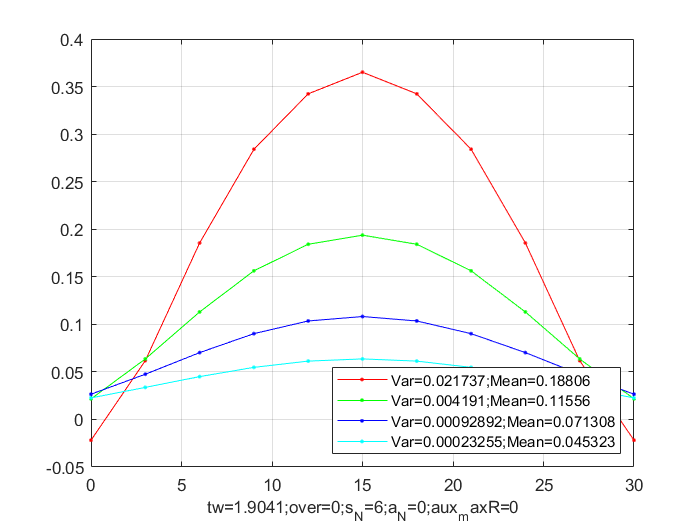 0.4
0.35
0.3
0.25
0.2
0.15
0.1
0.05
0
-0.05
Var=0.021737;Mean=0.18806
Var=0.004191;Mean=0.11556
Var=0.00092892;Mean=0.071308
Var=0.00023255;Mean=0.045323
0 5 10 15 20 25 30
tw=1.9041;over=0;s_N=6;a_N=0;aux_maxR=0